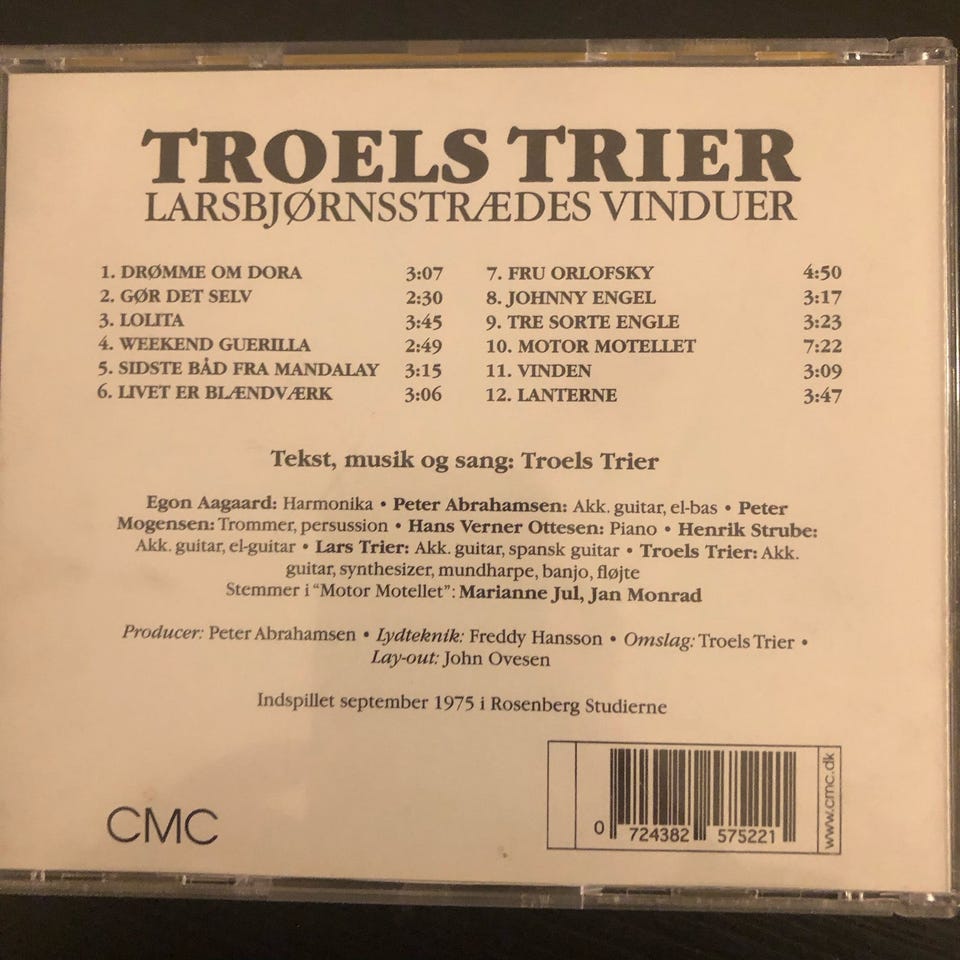 TROELS TRIER
LARSBJØRNSSTRÆDES VINDUER
1. DRØMME OM DORA 3:07
2. GØR DET SELV 2:30
3. LOLITA 3:45
4. WEEKEND GUERILLA 2:49
5. SIDSTE BÅD FRA MANDALAY 3:15
6. LIVET ER BLÆNDVÆRK 3:06
7. FRU ORLOFSKY 4:50
8. JOHNNY ENGEL 3:17
9. TRE SORTE ENGLE 3:23
10. MOTOR MOTELLET 7:22
11. VINDEN 3:09
12. LANTERNE 3:47
Tekst, musik og sang: Troels Trier
Egon Aagaard: Harmonika • Peter Abrahamsen: Akk. guitar, el-bas • Peter
Mogensen: Trommer, persussion • Hans Verner Ottesen: Piano • Henrik Strube:
Akk. guitar, el-guitar • Lars Trier: Akk. guitar, spansk guitar • Troels Trier: Akk.
guitar, synthesizer, mundharpe, banjo, fløjte
Stemmer i "Motor Motellet": Marianne Jul, Jan Monrad
Producer: Peter Abrahamsen • Lydteknik: Freddy Hansson • Omslag: Troels Trier •
Lay-out: John Ovesen
Indspillet september 1975 i Rosenberg Studierne
CMC
0 724382 575221
www.cmc.dk